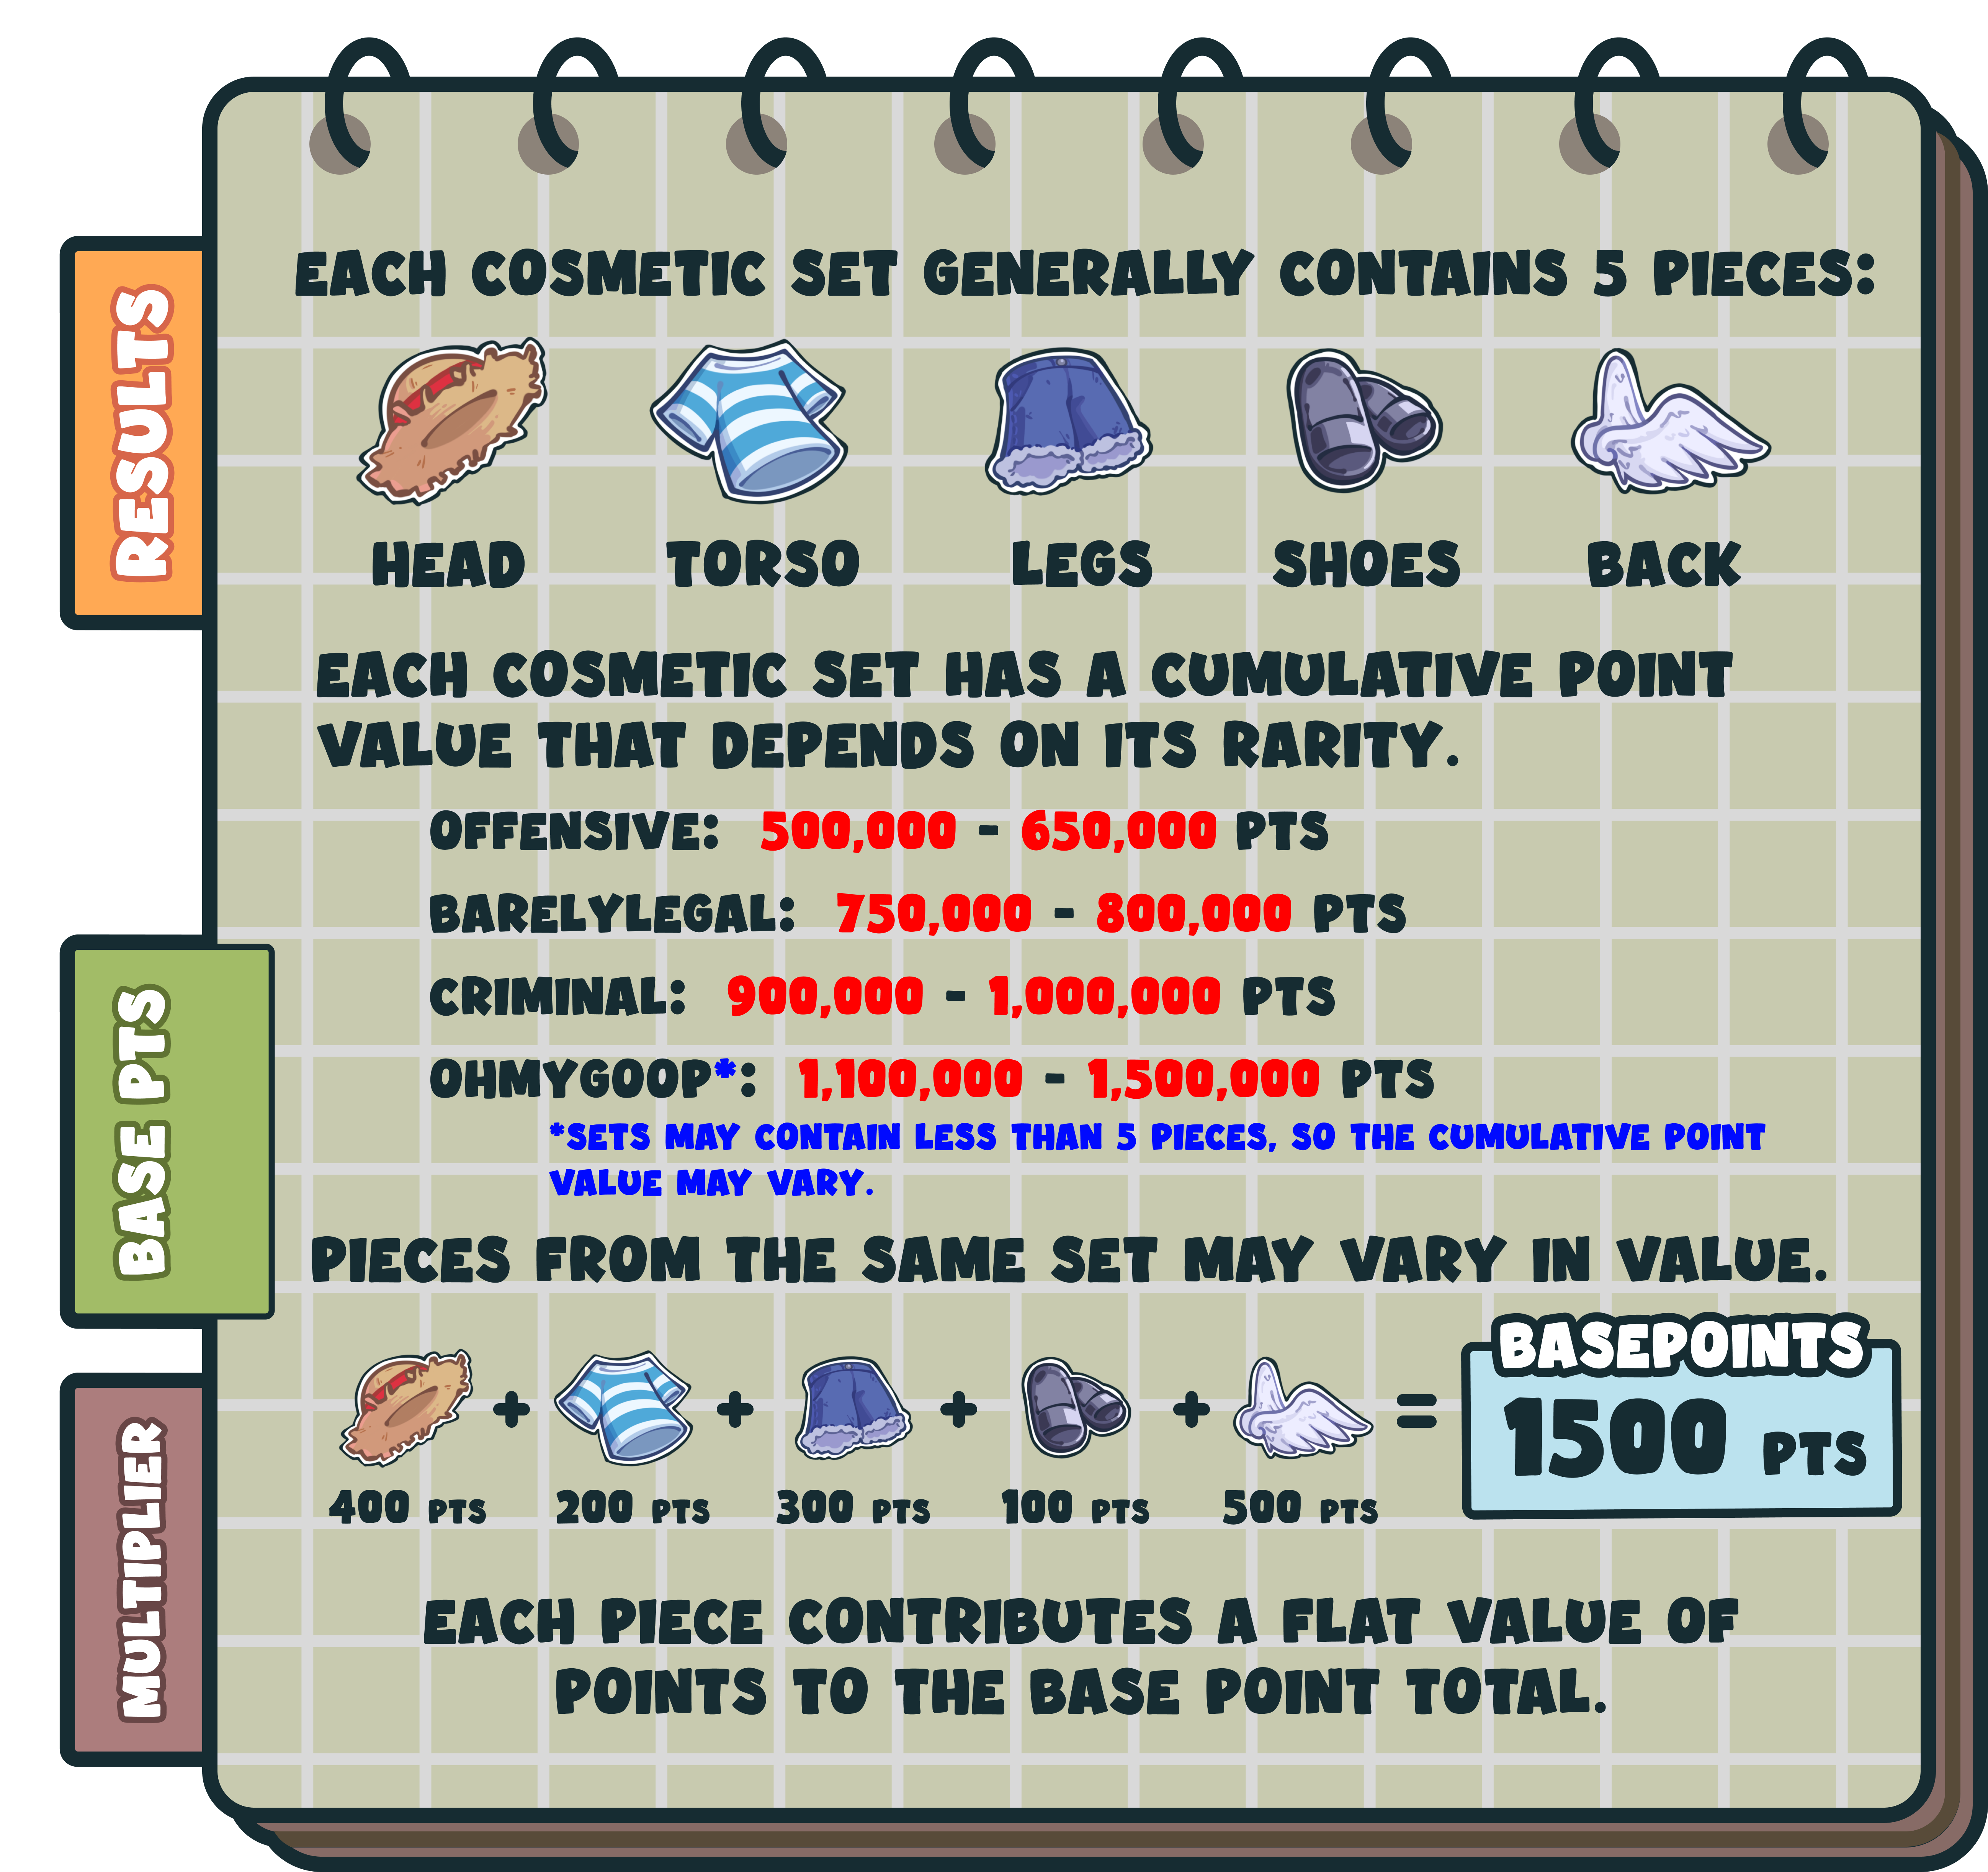 RESULTS
BASE PTS
MULTIPLIER
EACH COSMETIC SET GENERALLY CONTAINS 5 PIECES:
HEAD TORSO LEGS SHOES BACK
EACH COSMETIC SET HAS A CUMULATIVE POINT
VALUE THAT DEPENDS ON ITS RARITY.
OFFENSIVE: 500,000 - 650,000 PTS
BARELYLEGAL: 750,000 - 800,000 PTS
CRIMINAL: 900,000 - 1,000,000 PTS
OHMYGOOP*: 1,100,000 - 1,500,000 PTS
*SETS MAY CONTAIN LESS THAN 5 PIECES, SO THE CUMULATIVE POINT
VALUE MAY VARY.
PIECES FROM THE SAME SET MAY VARY IN VALUE.
BASEPOINTS
+ + + + = 1500 PTS
400 PTS 200 PTS 300 PTS 100 PTS 500 PTS
EACH PIECE CONTRIBUTES A FLAT VALUE OF
POINTS TO THE BASE POINT TOTAL.